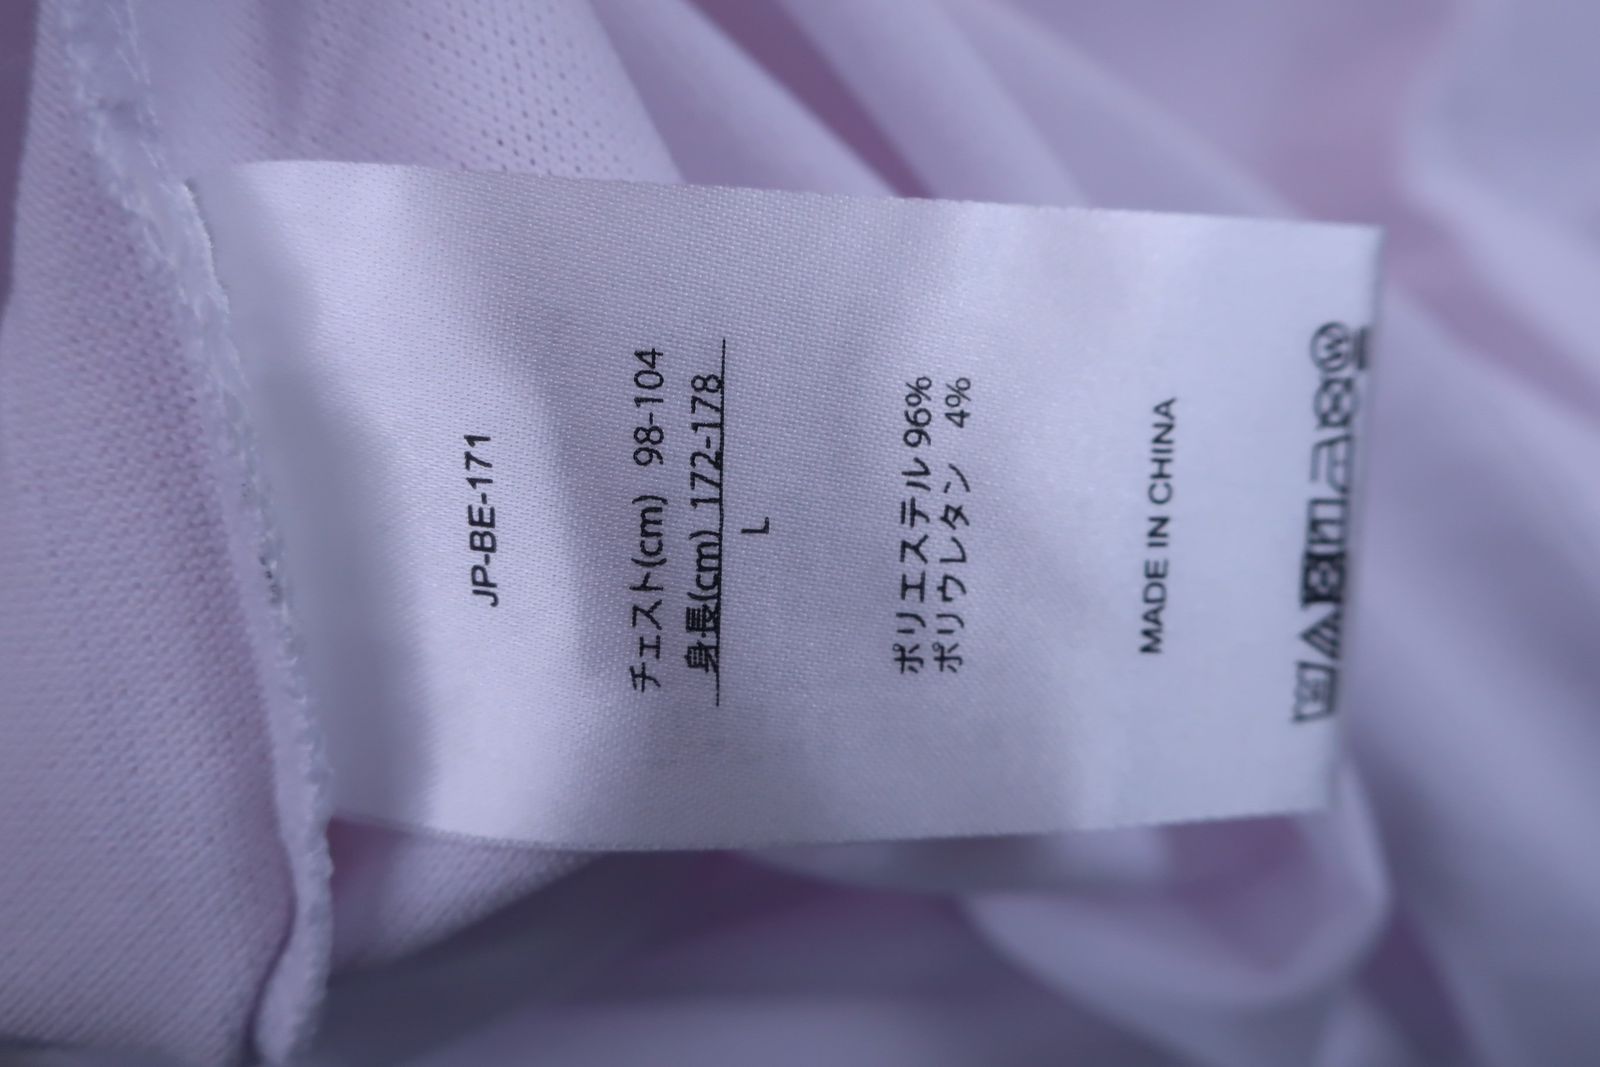 JP-BE-171
チェスト(cm) 98-104
身長(cm) 172-178
L
ポリエステル 96%
ポリウレタン 4%
MADE IN CHINA